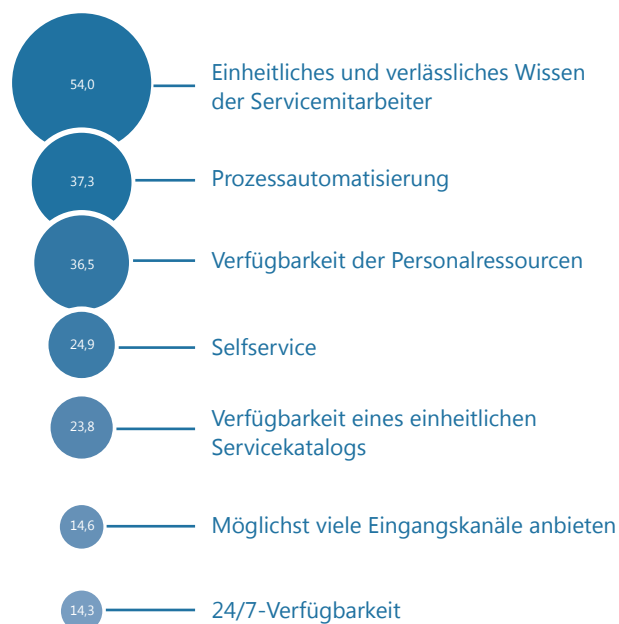 54,0
Einheitliches und verlässliches Wissen
der Servicemitarbeiter
37,3
Prozessautomatisierung
36,5
Verfügbarkeit der Personalressourcen
24,9
Selfservice
23,8
Verfügbarkeit eines einheitlichen
Servicekatalogs
14,6
Möglichst viele Eingangskanäle anbieten
14,3
24/7-Verfügbarkeit